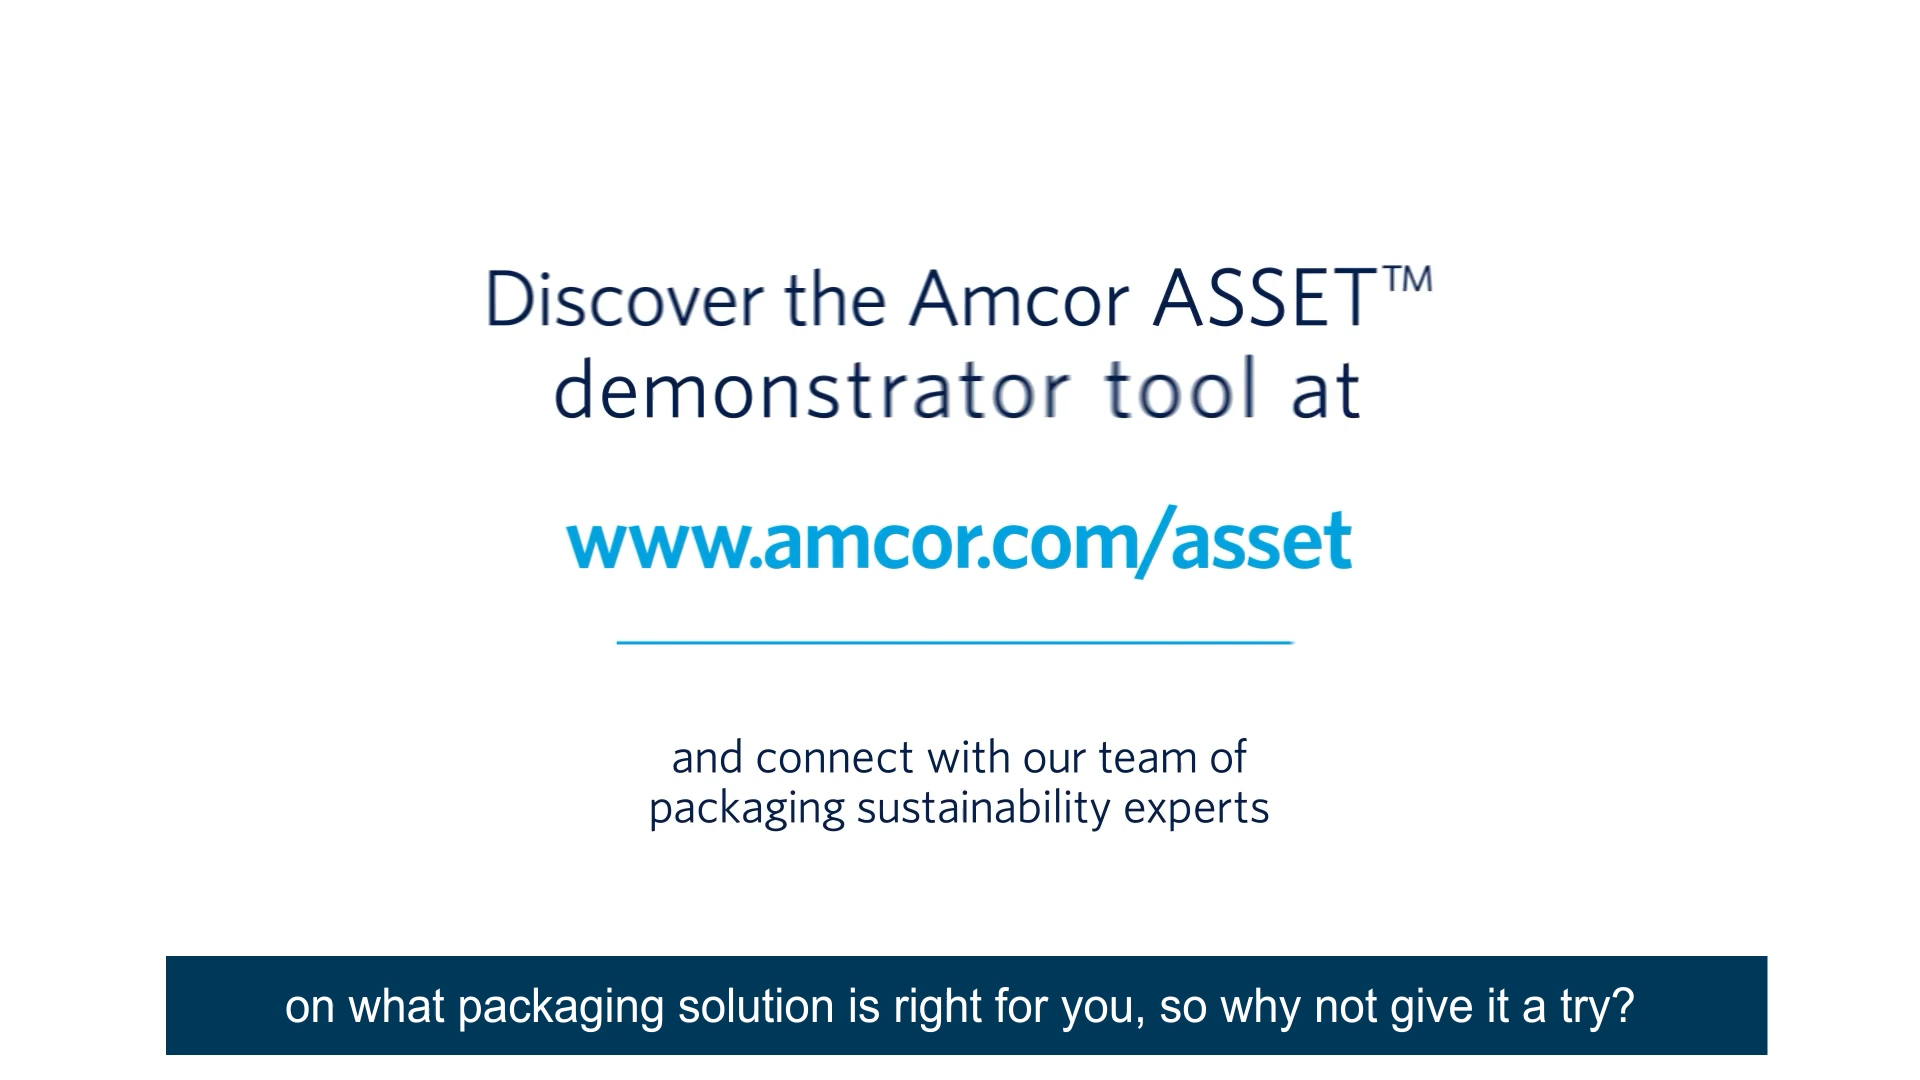 Discover the Amcor ASSET™
demonstrator tool at
www.amcor.com/asset
and connect with our team of
packaging sustainability experts
on what packaging solution is right for you, so why not give it a try?